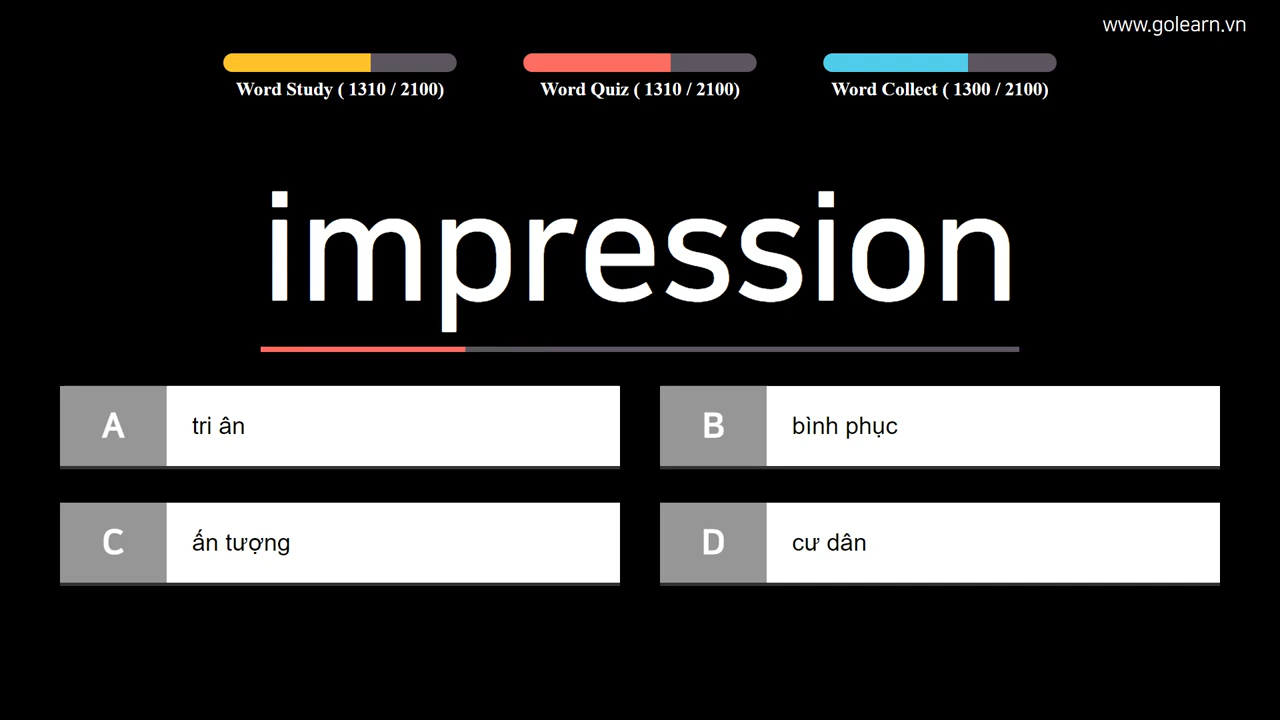 www.golearn.vn
Word Study ( 1310 / 2100)
Word Quiz ( 1310 / 2100)
Word Collect ( 1300 / 2100)
impression
A tri ân
B bình phục
C ấn tượng
D cư dân